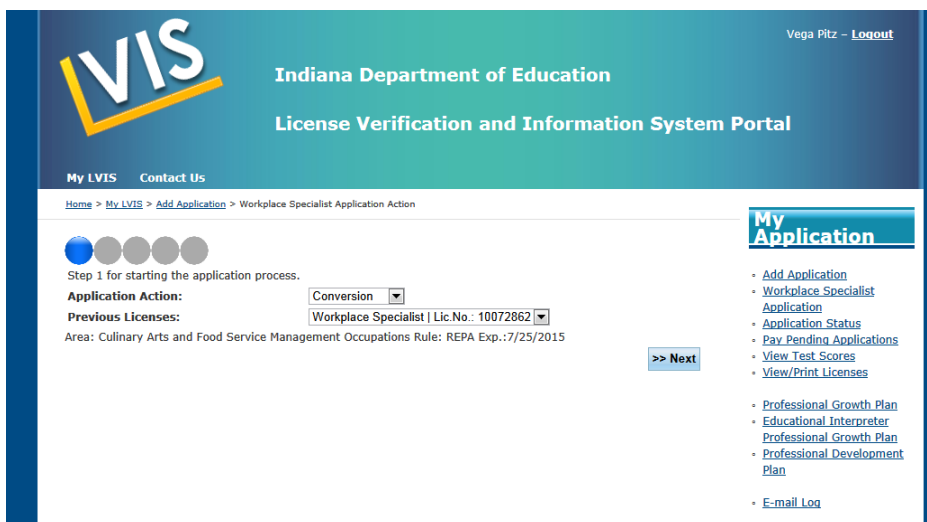 LVIS
Vega Pitz – Logout
Indiana Department of Education
License Verification and Information System Portal
My LVIS Contact Us
Home > My LVIS > Add Application > Workplace Specialist Application Action
Step 1 for starting the application process.
Application Action: Conversion
Previous Licenses: Workplace Specialist | Lic.No.: 10072862
Area: Culinary Arts and Food Service Management Occupations Rule: REPA Exp.:7/25/2015
>> Next
My
Application
Add Application
Workplace Specialist
Application
Application Status
Pay Pending Applications
View Test Scores
View/Print Licenses
Professional Growth Plan
Educational Interpreter
Professional Growth Plan
Professional Development
Plan
E-mail Log